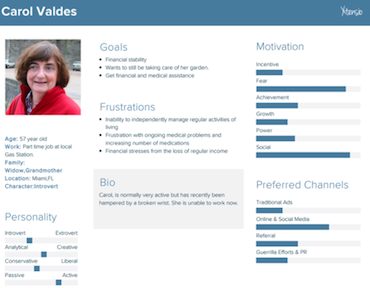 Carol Valdes
Xtensio
Goals
Financial stability
Wants to still be taking care of her garden.
Get financial and medical assistance
Frustrations
Inability to independently manage regular activities of
living
Frustration with ongoing medical problems and
increasing number of medications
Financial stresses from the loss of regular income
Bio
Carol, is normally very active but has recently been
hampered by a broken wrist. She is unable to work now.
Age: 57 year old
Work: Part time job at local
Gas Station.
Family:
Widow,Grandmother
Location: Miami,FL
Character:Introvert
Personality
Introvert Extrovert
Analytical Creative
Conservative Liberal
Passive Active
Motivation
Incentive
Fear
Achievement
Growth
Power
Social
Preferred Channels
Traditional Ads
Online & Social Media
Referral
Guerrilla Efforts & PR